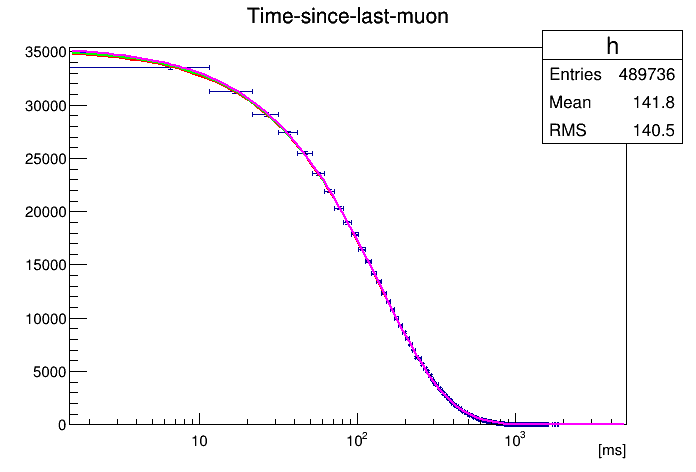 Time-since-last-muon
h
Entries 489736
Mean 141.8
RMS 140.5
35000
30000
25000
20000
15000
10000
5000
0
10
10²
10³
[ms]